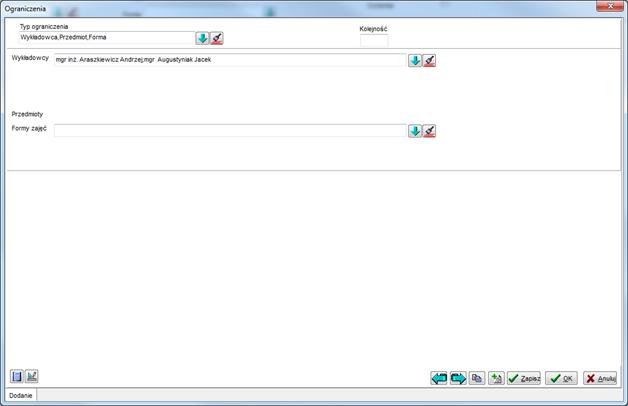 Ograniczenia
Typ ograniczenia
Kolejność
Wykładowca,Przedmiot,Forma
Wykładowcy mgr inż. Araszkiewicz Andrzej;mgr Augustyniak Jacek
Przedmioty
Formy zajęć
Zapisz OK Anuluj
Dodanie